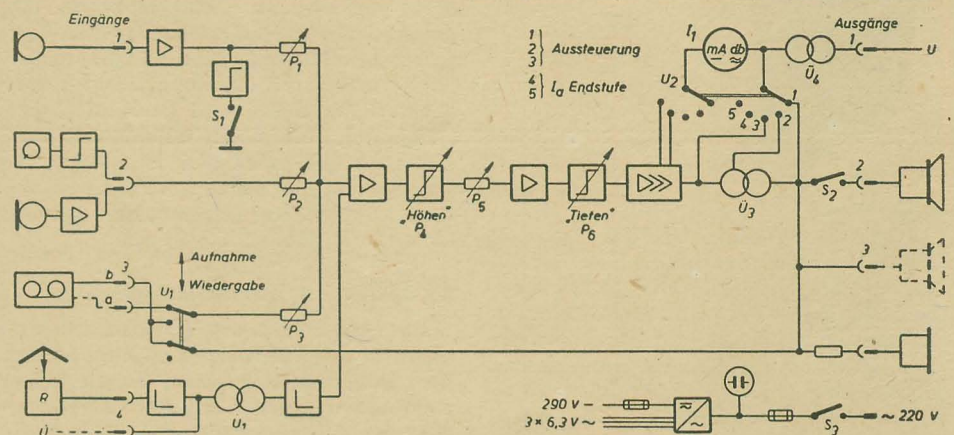 Eingänge
1
P1
S1
2
P2
b 3
a
U1
Aufnahme
Wiedergabe
P3
R
4
Ü
U1
"Höhen"
P4
P5
"Tiefen"
P6
1
2 } Aussteuerung
3
4 } Ia Endstufe
5
I1
mA db
U2
5
4
3
2
1
Ü4
Ausgänge
1
U
Ü3
S2
2
3
290 V –
3 × 6,3 V ~
S3
~ 220 V